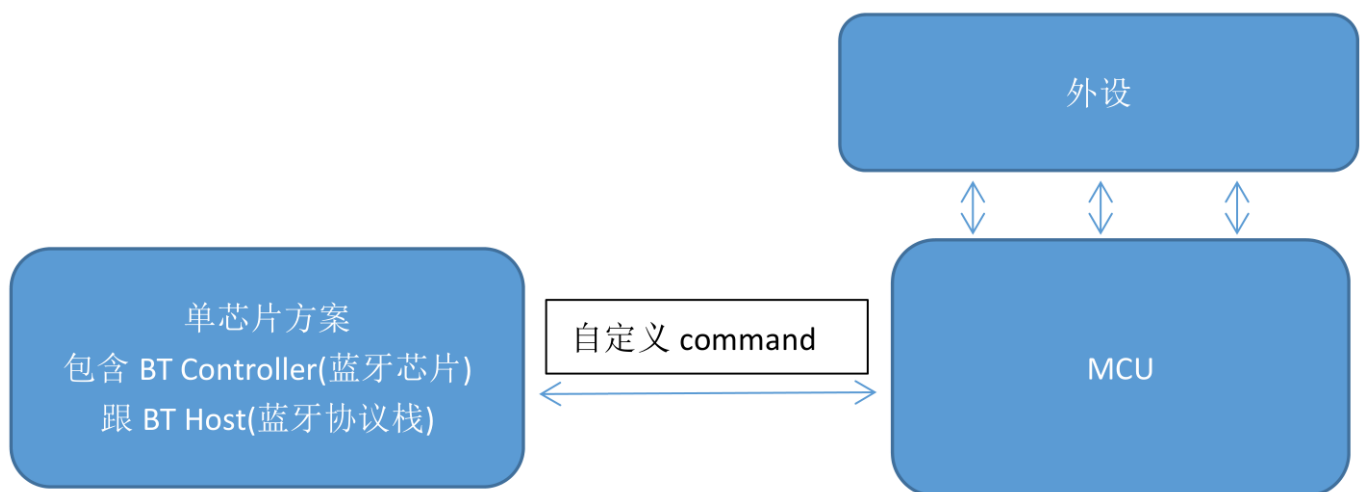 外设
单芯片方案
包含 BT Controller(蓝牙芯片)
跟 BT Host(蓝牙协议栈)
自定义 command
MCU